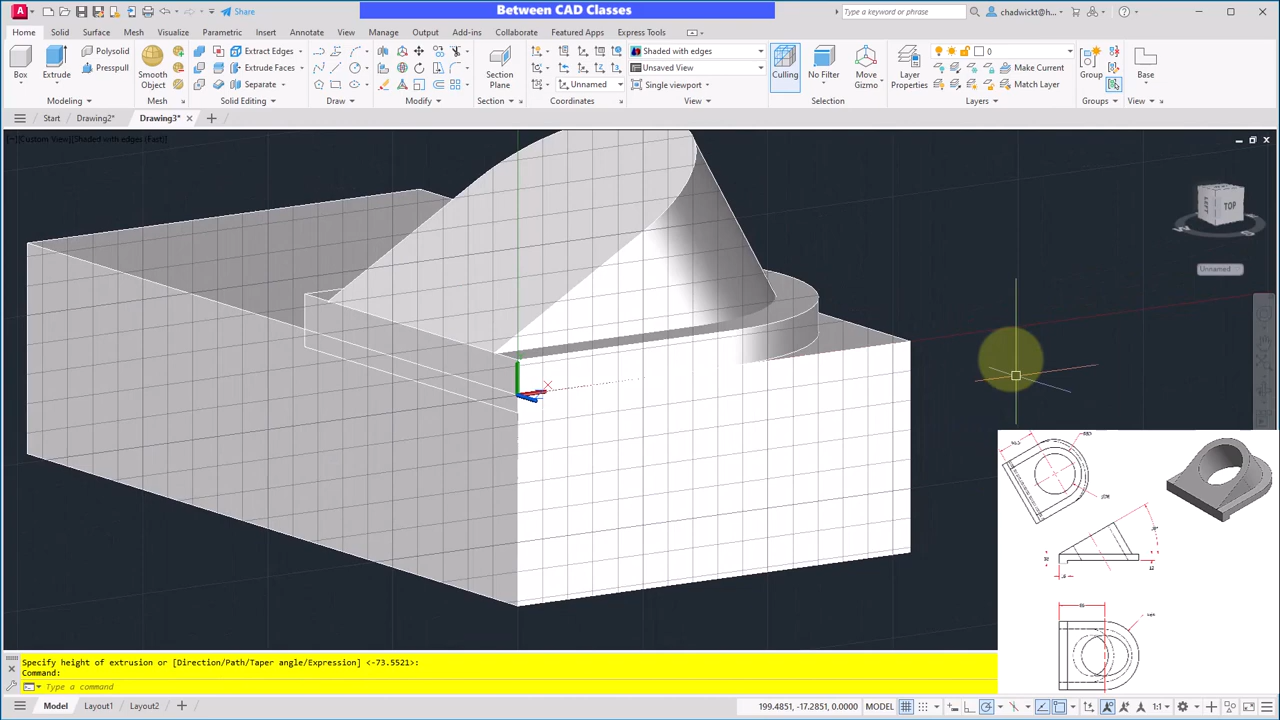 Between CAD Classes
Share
Type a keyword or phrase
chadwickt@h...
Home Solid Surface Mesh Visualize Parametric Insert Annotate View Manage Output Add-ins Collaborate Featured Apps Express Tools
Box
Extrude
Polysolid
Presspull
Modeling
Smooth
Object
Mesh
Extract Edges
Extrude Faces
Separate
Solid Editing
Draw
Modify
Section
Plane
Section
Unnamed
Coordinates
Shaded with edges
Unsaved View
Single viewport
View
Culling
No Filter
Move
Gizmo
Selection
Layer
Properties
0
Make Current
Match Layer
Layers
Group
Groups
Base
View
Start Drawing2* Drawing3*
[-][Custom View][Shaded with edges (Fast)]
LEFT TOP
Unnamed
Specify height of extrusion or [Direction/Path/Taper angle/Expression] <-73.5521>:
Command:
Type a command
Model Layout1 Layout2
199.4851, -17.2851, 0.0000 MODEL
1:1